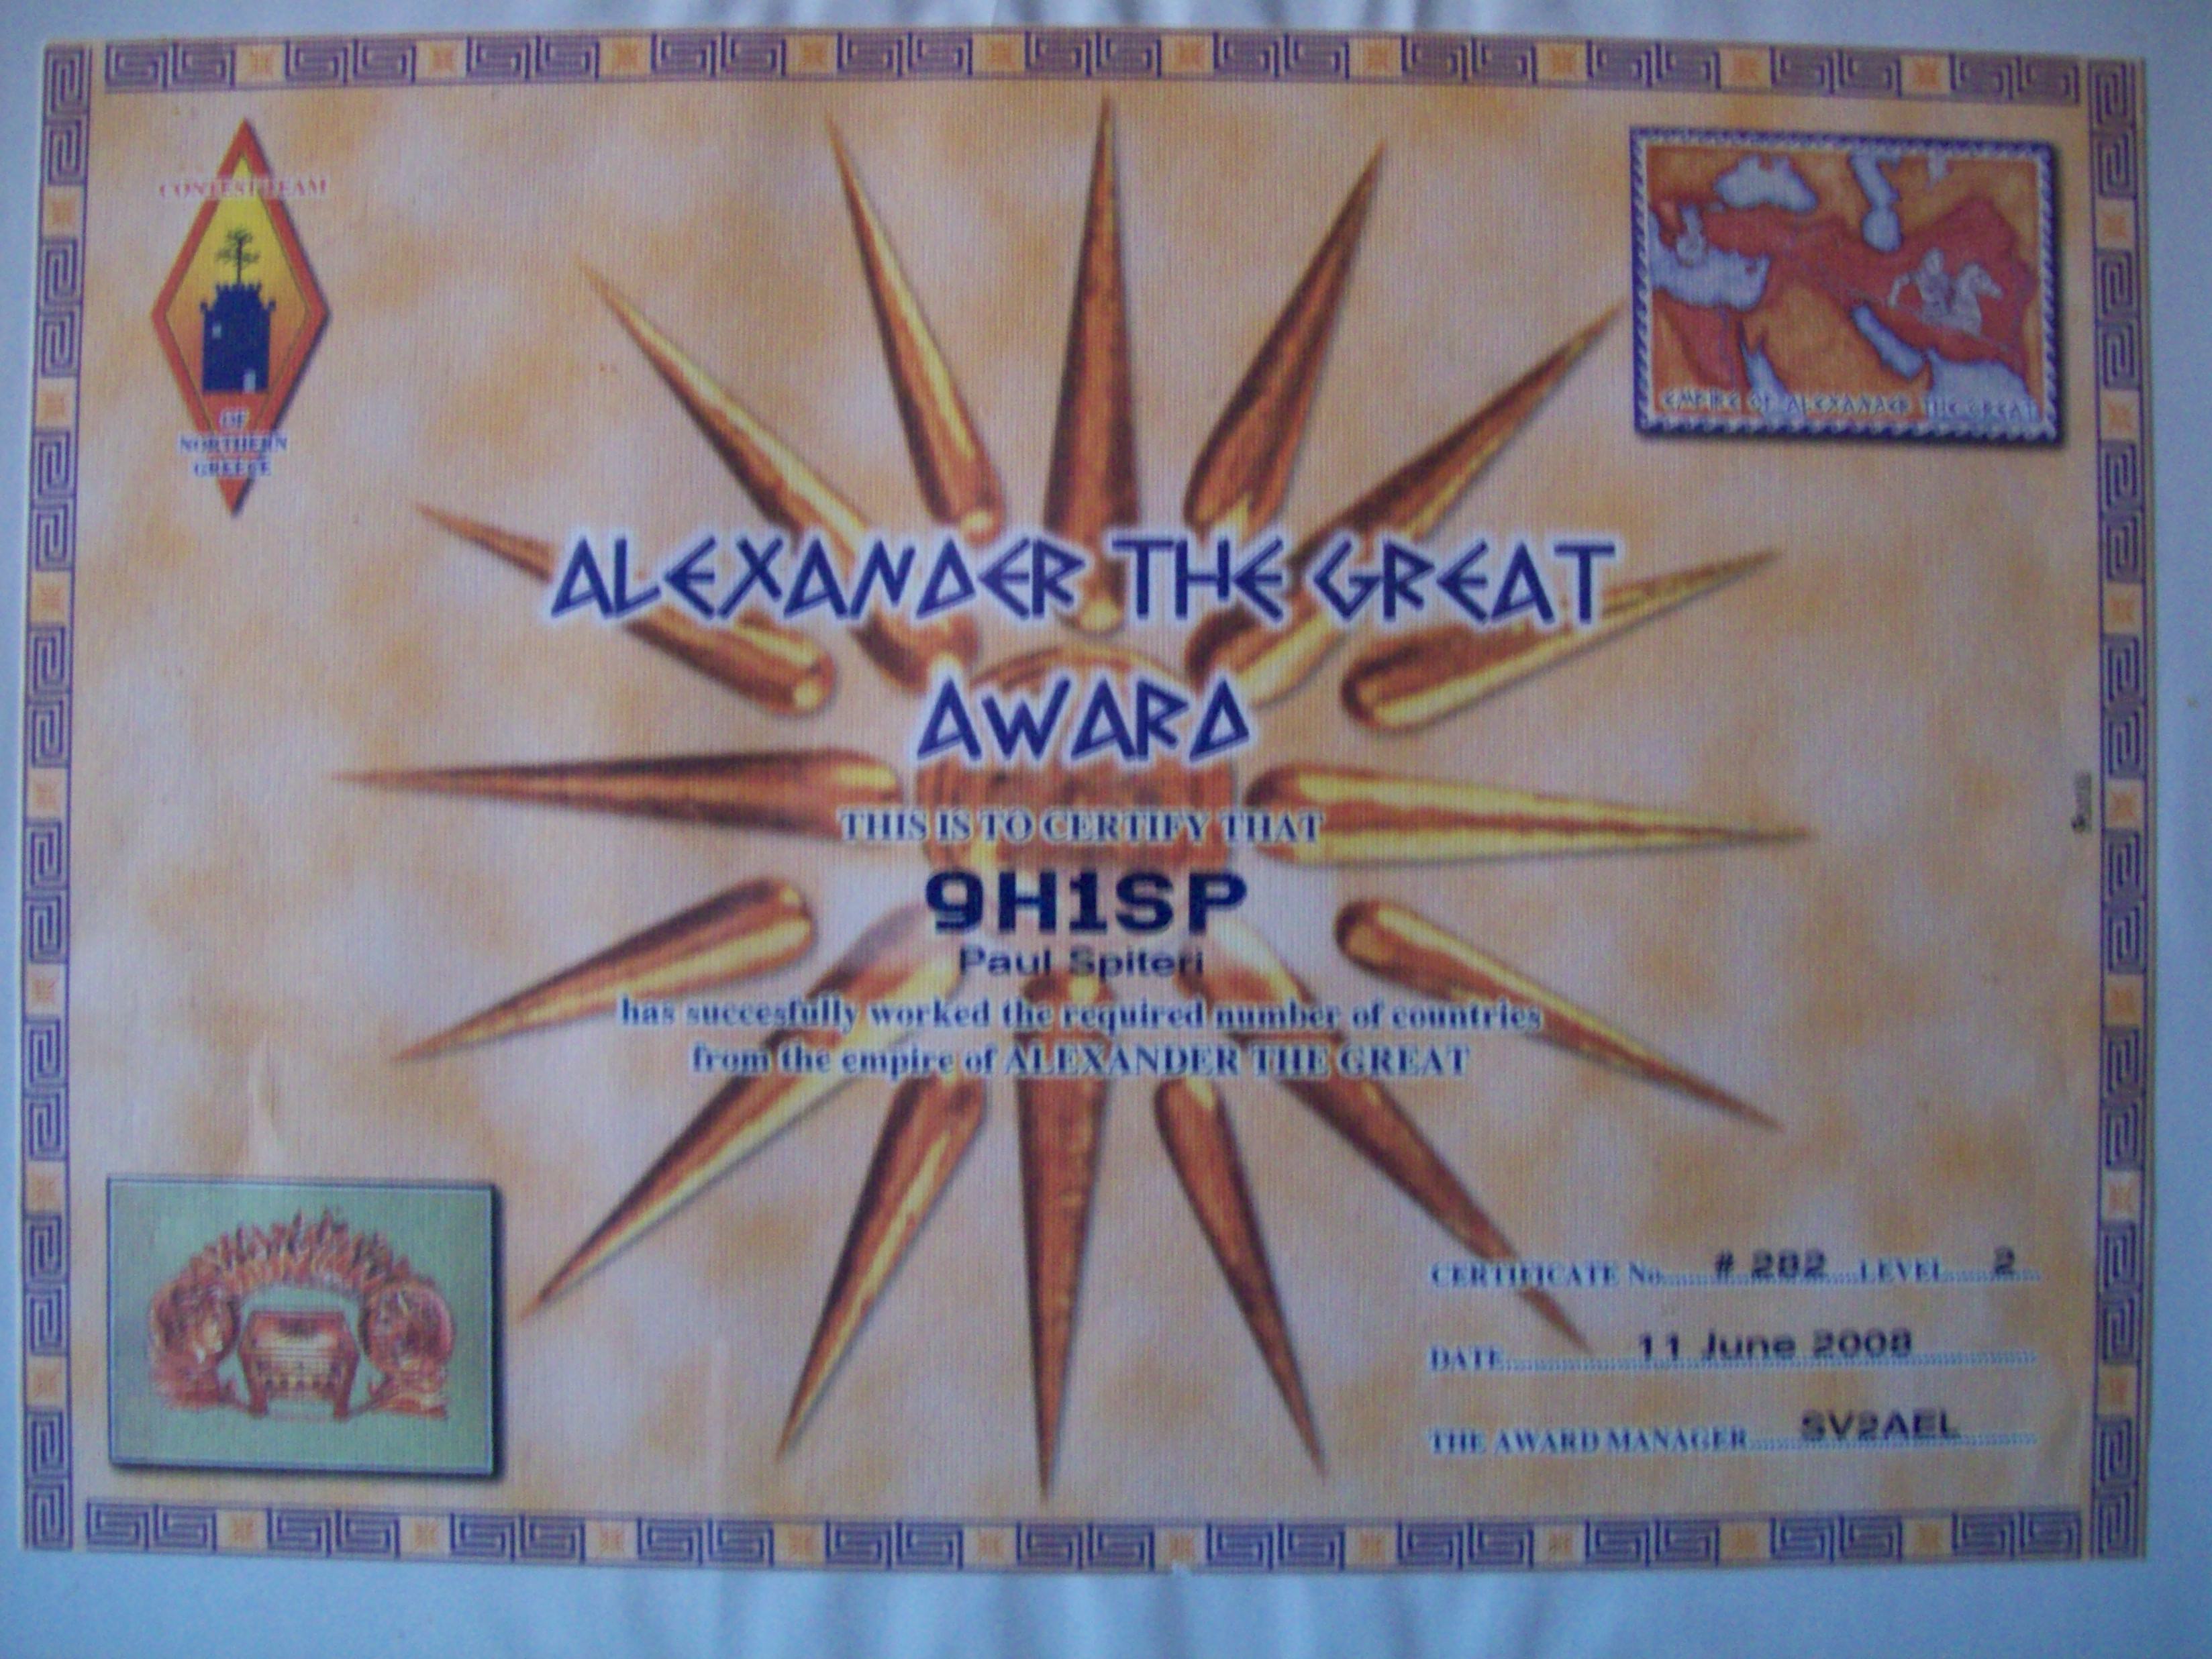 CONTEST TEAM
OF
NORTHERN
GREECE
EMPIRE OF ALEXANDER THE GREAT
ALEXANDER THE GREAT
AWARD
THIS IS TO CERTIFY THAT
9H1SP
Paul Spiteri
has succesfully worked the required number of countries
from the empire of ALEXANDER THE GREAT
CERTIFICATE No. # 282 LEVEL 2
DATE 11 June 2008
THE AWARD MANAGER SV2AEL